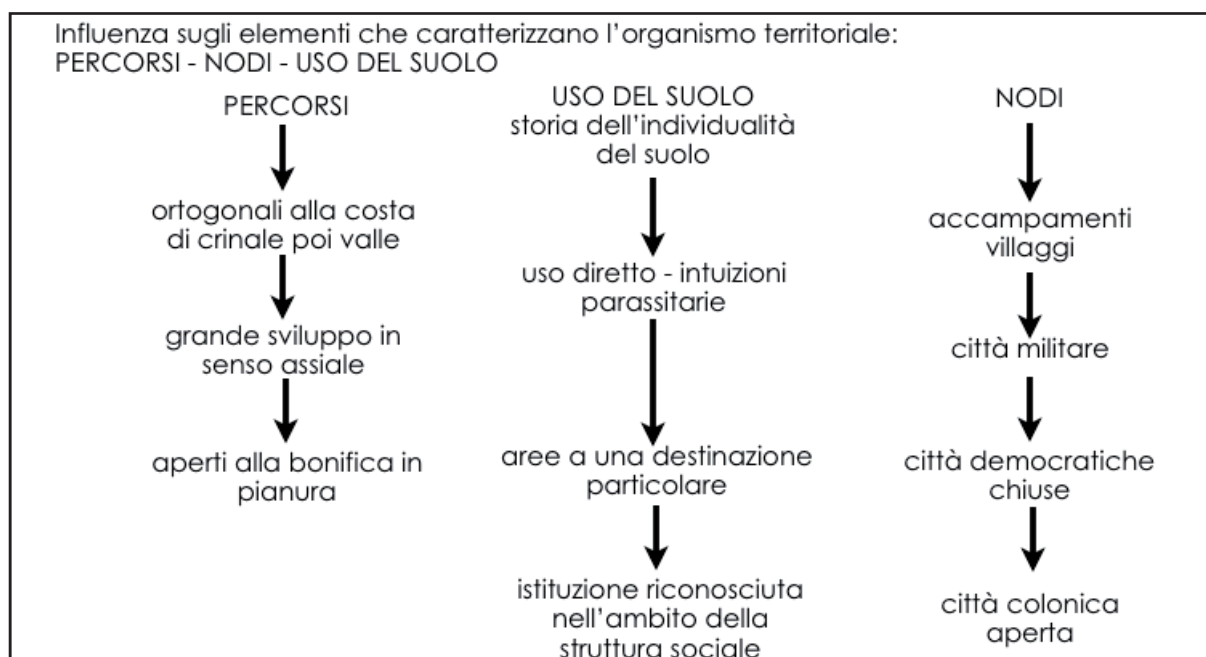 Influenza sugli elementi che caratterizzano l'organismo territoriale:
PERCORSI - NODI - USO DEL SUOLO
PERCORSI
ortogonali alla costa
di crinale poi valle
grande sviluppo in
senso assiale
aperti alla bonifica in
pianura
USO DEL SUOLO
storia dell'individualità
del suolo
uso diretto - intuizioni
parassitarie
aree a una destinazione
particolare
istituzione riconosciuta
nell'ambito della
struttura sociale
NODI
accampamenti
villaggi
città militare
città democratiche
chiuse
città colonica
aperta